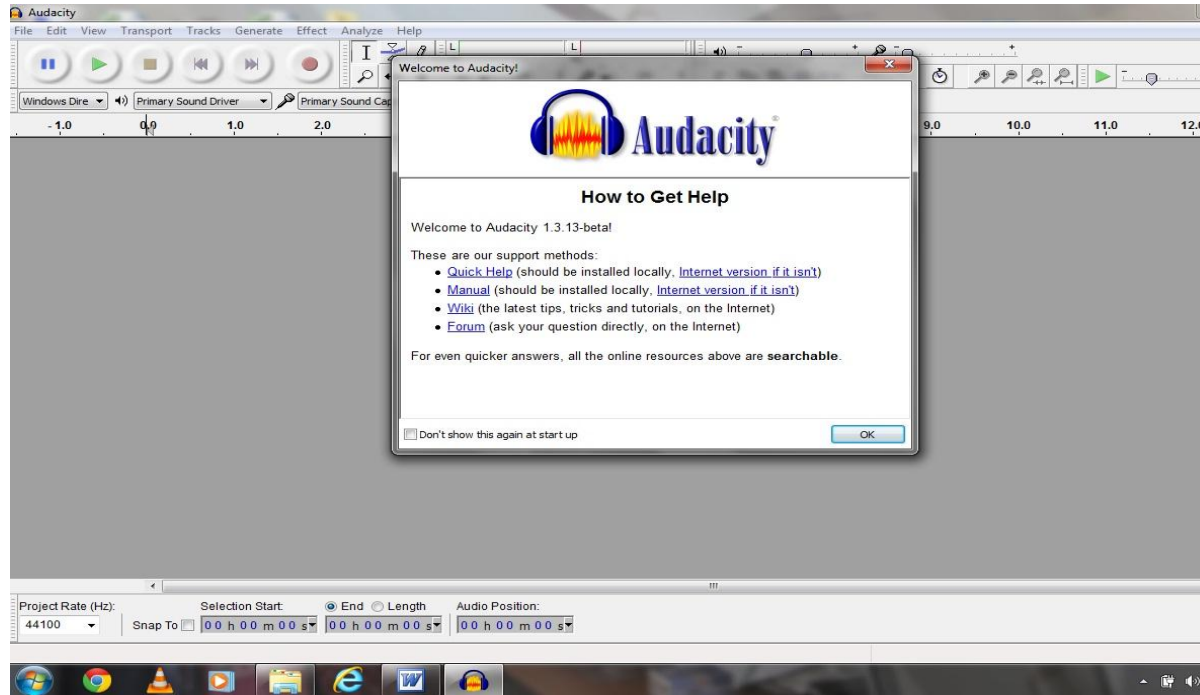 Audacity
File Edit View Transport Tracks Generate Effect Analyze Help
L
L
Welcome to Audacity!
Windows Dire
Primary Sound Driver
Primary Sound Cap
- 1.0 0.0 1.0 2.0 9.0 10.0 11.0 12.0
Audacity®
How to Get Help
Welcome to Audacity 1.3.13-beta!
These are our support methods:
• Quick Help (should be installed locally, Internet version if it isn't)
• Manual (should be installed locally, Internet version if it isn't)
• Wiki (the latest tips, tricks and tutorials, on the Internet)
• Forum (ask your question directly, on the Internet)
For even quicker answers, all the online resources above are searchable.
Don't show this again at start up
OK
Project Rate (Hz): Selection Start: End Length Audio Position:
44100 Snap To 00 h 00 m 00 s 00 h 00 m 00 s 00 h 00 m 00 s